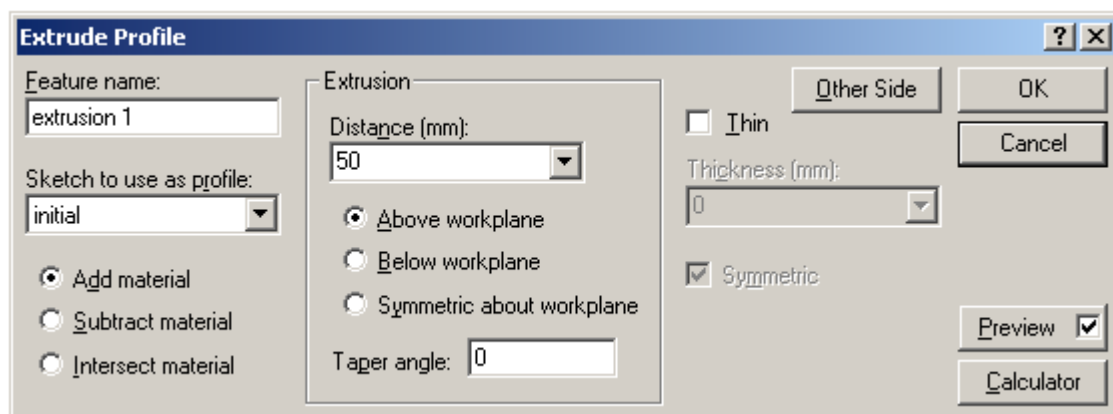 Extrude Profile
Feature name:
extrusion 1
Sketch to use as profile:
initial
Add material
Subtract material
Intersect material
Extrusion
Distance (mm):
50
Above workplane
Below workplane
Symmetric about workplane
Taper angle: 0
Other Side
Thin
Thickness (mm):
0
Symmetric
OK
Cancel
Preview
Calculator